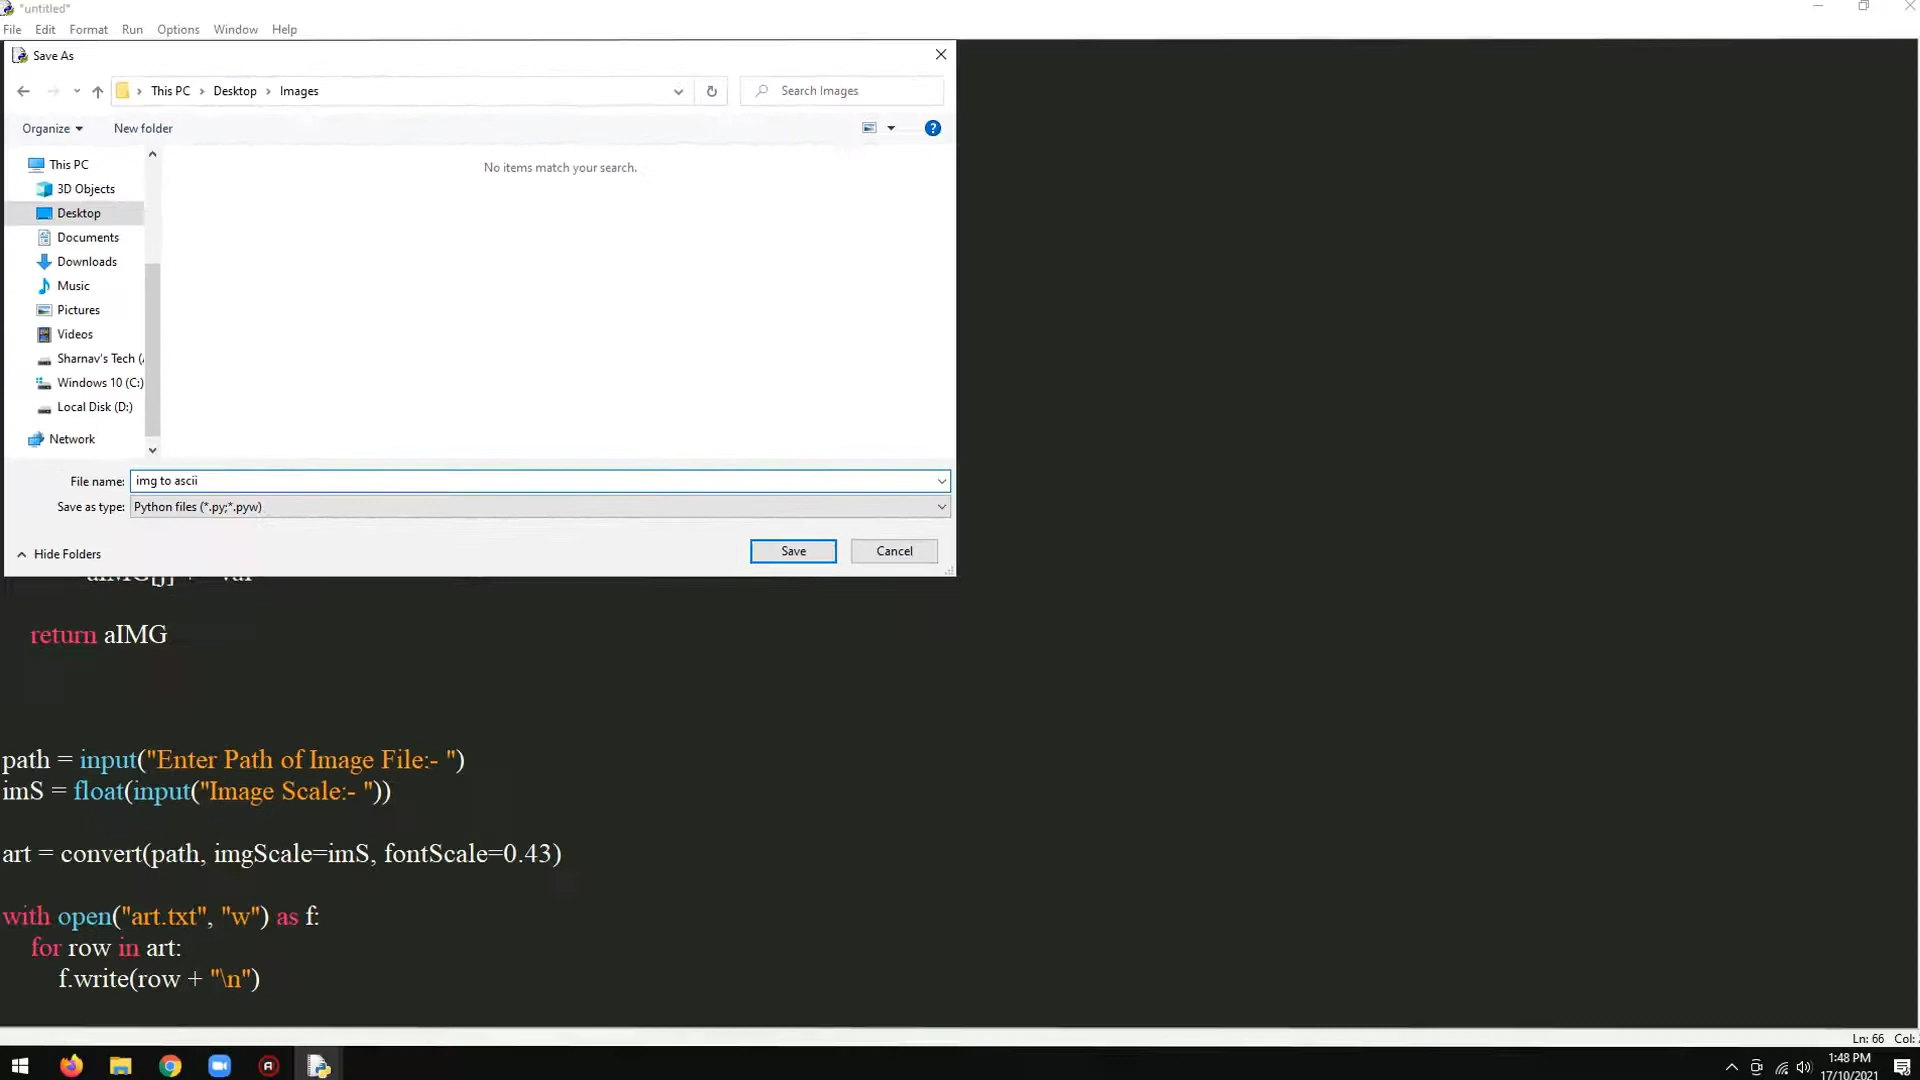 *untitled*
File Edit Format Run Options Window Help
Save As
This PC > Desktop > Images
Search Images
Organize
New folder
No items match your search.
This PC
3D Objects
Desktop
Documents
Downloads
Music
Pictures
Videos
Sharnav's Tech (
Windows 10 (C:)
Local Disk (D:)
Network
File name: img to ascii
Save as type: Python files (*.py;*.pyw)
Hide Folders
Save
Cancel
return aIMG
path = input("Enter Path of Image File:- ")
imS = float(input("Image Scale:- "))
art = convert(path, imgScale=imS, fontScale=0.43)
with open("art.txt", "w") as f:
for row in art:
f.write(row + "\n")
Ln: 66 Col:
1:48 PM
17/10/2021